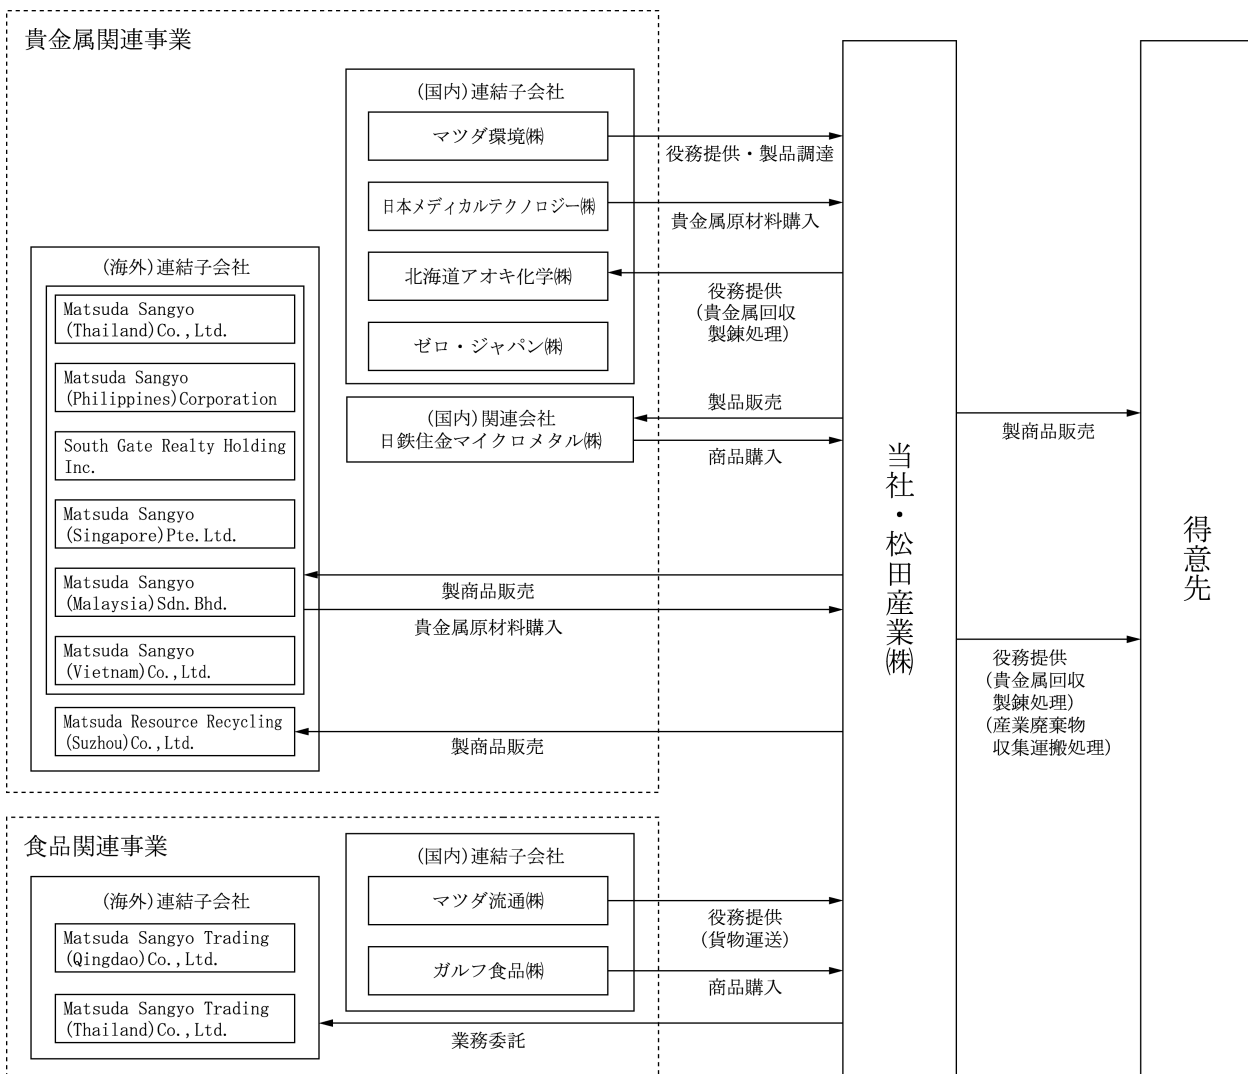 貴金属関連事業
(国内)連結子会社
マツダ環境㈱
役務提供・製品調達
日本メディカルテクノロジー㈱
貴金属原材料購入
北海道アオキ化学㈱
役務提供
(貴金属回収
製錬処理)
ゼロ・ジャパン㈱
(国内)関連会社
日鉄住金マイクロメタル㈱
製品販売
商品購入
(海外)連結子会社
Matsuda Sangyo
(Thailand)Co.,Ltd.
Matsuda Sangyo
(Philippines)Corporation
South Gate Realty Holding
Inc.
Matsuda Sangyo
(Singapore)Pte.Ltd.
Matsuda Sangyo
(Malaysia)Sdn.Bhd.
Matsuda Sangyo
(Vietnam)Co.,Ltd.
製商品販売
貴金属原材料購入
Matsuda Resource Recycling
(Suzhou)Co.,Ltd.
製商品販売
食品関連事業
(国内)連結子会社
マツダ流通㈱
役務提供
(貨物運送)
ガルフ食品㈱
商品購入
(海外)連結子会社
Matsuda Sangyo Trading
(Qingdao)Co.,Ltd.
Matsuda Sangyo Trading
(Thailand)Co.,Ltd.
業務委託
当社・松田産業㈱
製商品販売
役務提供
(貴金属回収
製錬処理)
(産業廃棄物
収集運搬処理)
得意先